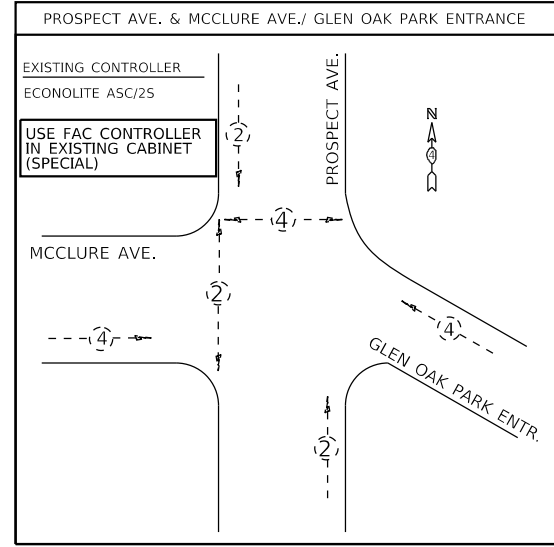 PROSPECT AVE. & MCCLURE AVE./ GLEN OAK PARK ENTRANCE
EXISTING CONTROLLER
ECONOLITE ASC/2S
USE FAC CONTROLLER
IN EXISTING CABINET
(SPECIAL)
2
PROSPECT AVE.
N
4
4
MCCLURE AVE.
2
4
4
GLEN OAK PARK ENTR.
2